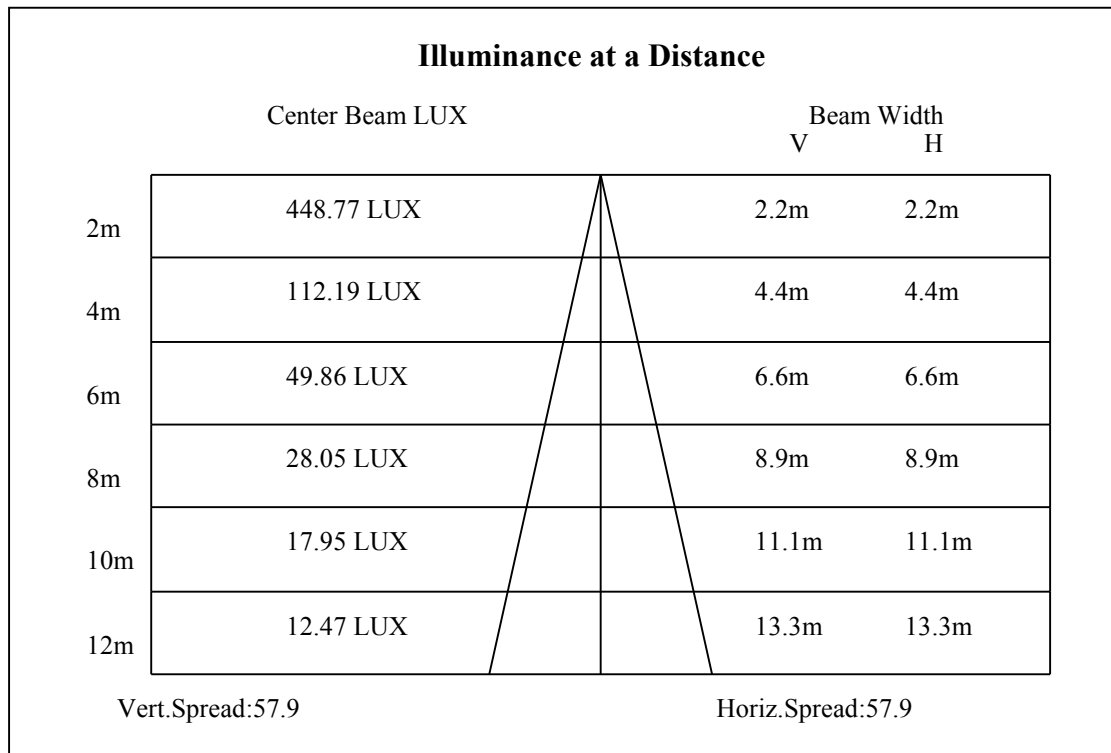 Illuminance at a Distance
Center Beam LUX Beam Width
V H
2m 448.77 LUX 2.2m 2.2m
4m 112.19 LUX 4.4m 4.4m
6m 49.86 LUX 6.6m 6.6m
8m 28.05 LUX 8.9m 8.9m
10m 17.95 LUX 11.1m 11.1m
12m 12.47 LUX 13.3m 13.3m
Vert.Spread:57.9 Horiz.Spread:57.9